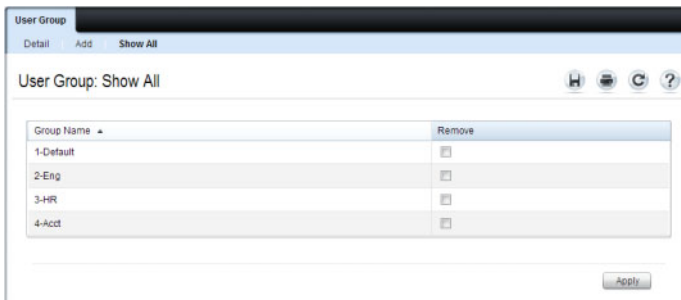 User Group
Detail Add Show All
User Group: Show All
Group Name Remove
1-Default
2-Eng
3-HR
4-Acct
Apply